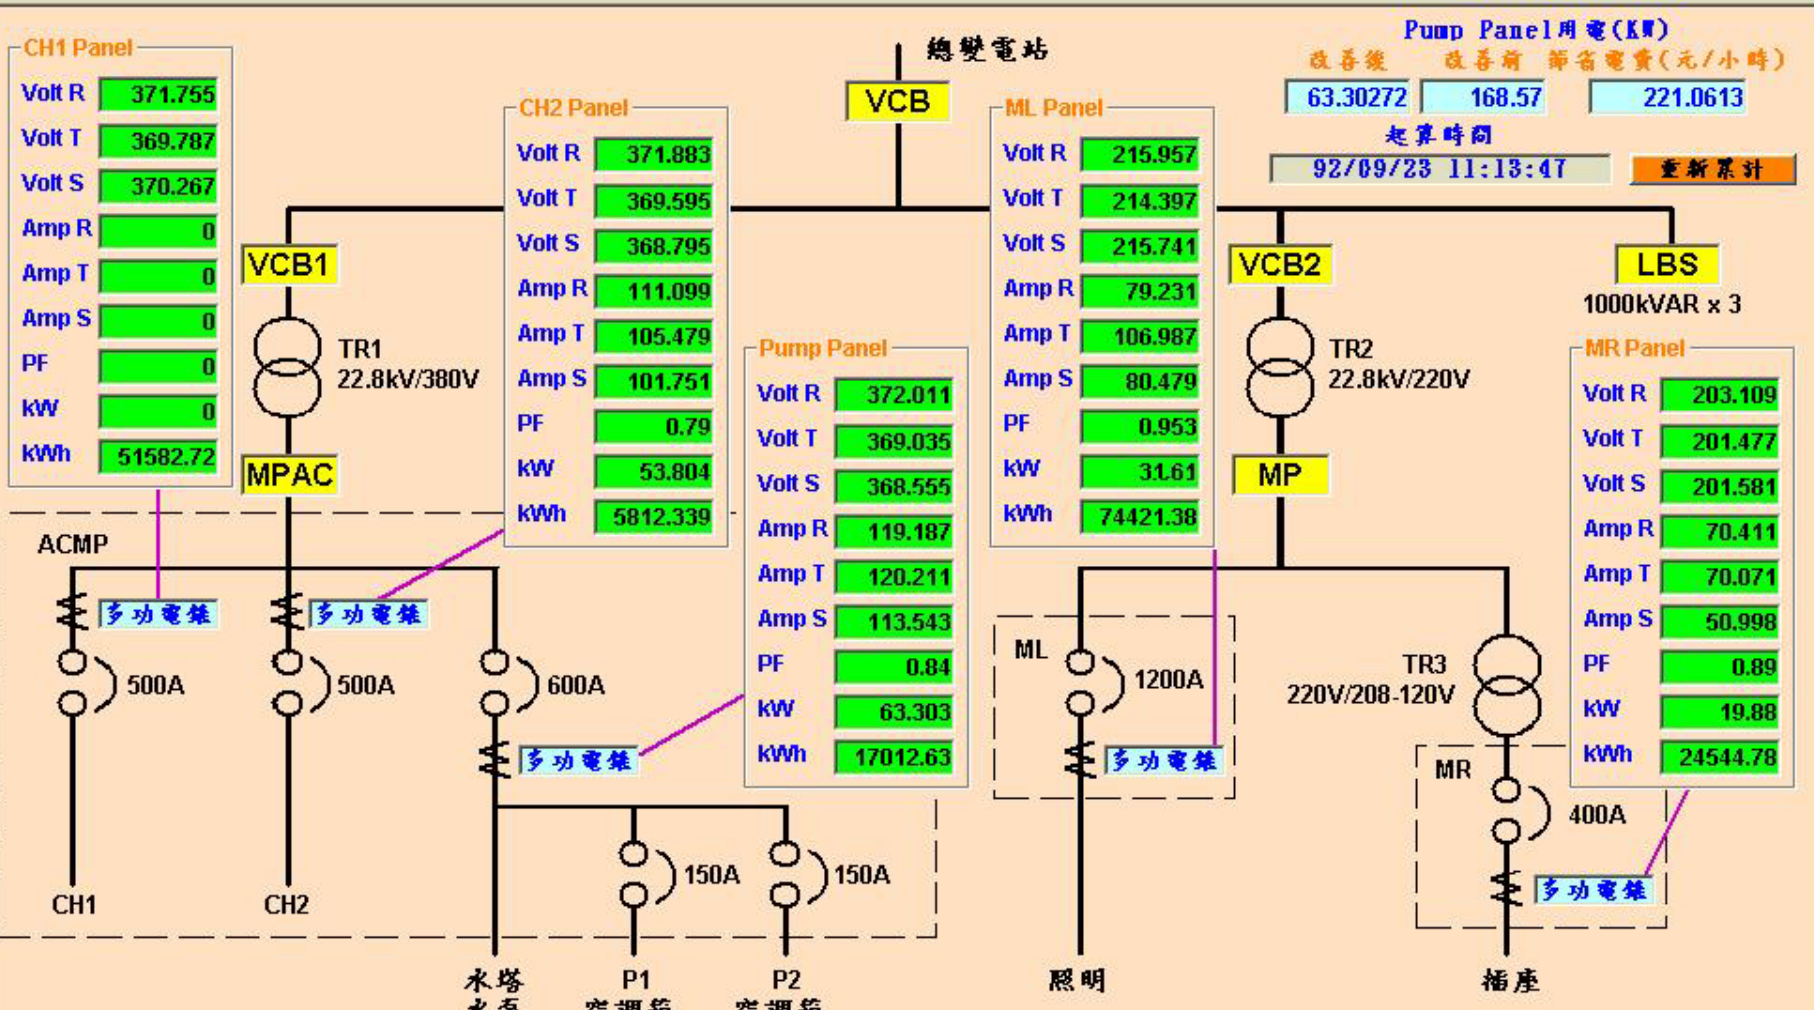 CH1 Panel
Volt R 371.755
Volt T 369.787
Volt S 370.267
Amp R 0
Amp T 0
Amp S 0
PF 0
kW 0
kWh 51582.72
總變電站
VCB
Pump Panel用電(KW)
改善後 改善前 節省電費(元/小時)
63.30272 168.57 221.0613
起算時間
92/09/23 11:13:47 重新累計
CH2 Panel
Volt R 371.883
Volt T 369.595
Volt S 368.795
Amp R 111.099
Amp T 105.479
Amp S 101.751
PF 0.79
kW 53.804
kWh 5812.339
ML Panel
Volt R 215.957
Volt T 214.397
Volt S 215.741
Amp R 79.231
Amp T 106.987
Amp S 80.479
PF 0.953
kW 31.61
kWh 74421.38
VCB1
TR1
22.8kV/380V
MPAC
VCB2
TR2
22.8kV/220V
MP
LBS
1000kVAR x 3
Pump Panel
Volt R 372.011
Volt T 369.035
Volt S 368.555
Amp R 119.187
Amp T 120.211
Amp S 113.543
PF 0.84
kW 63.303
kWh 17012.63
MR Panel
Volt R 203.109
Volt T 201.477
Volt S 201.581
Amp R 70.411
Amp T 70.071
Amp S 50.998
PF 0.89
kW 19.88
kWh 24544.78
ACMP
多功電錶
多功電錶
500A
500A
600A
多功電錶
ML
1200A
多功電錶
TR3
220V/208-120V
MR
400A
多功電錶
150A
150A
CH1
CH2
水塔
P1
P2
照明
插座